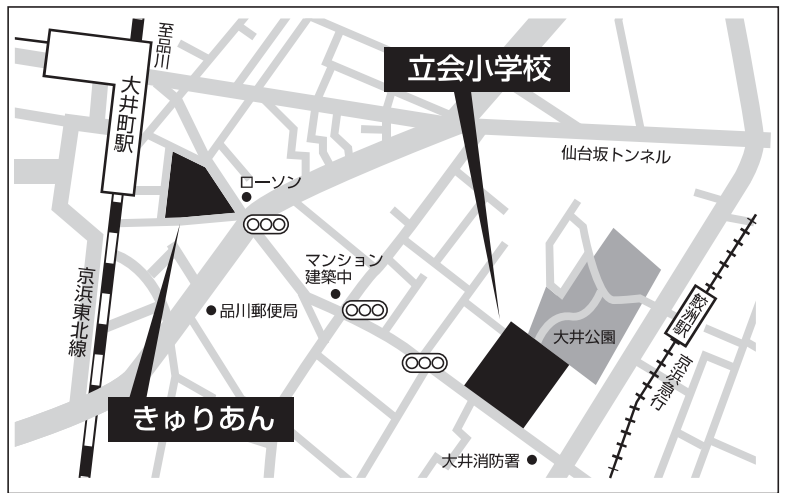 至品川
大井町駅
立会小学校
仙台坂トンネル
ローソン
マンション
建築中
京浜東北線
品川郵便局
大井公園
鮫洲駅
京浜急行
きゅりあん
大井消防署